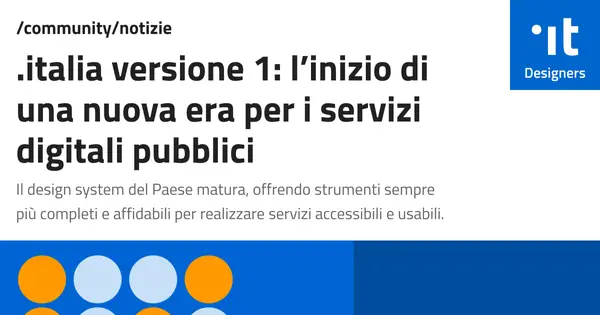 /community/notizie
.italia versione 1: l’inizio di
una nuova era per i servizi
digitali pubblici
Il design system del Paese matura, offrendo strumenti sempre
più completi e affidabili per realizzare servizi accessibili e usabili.
·it
Designers